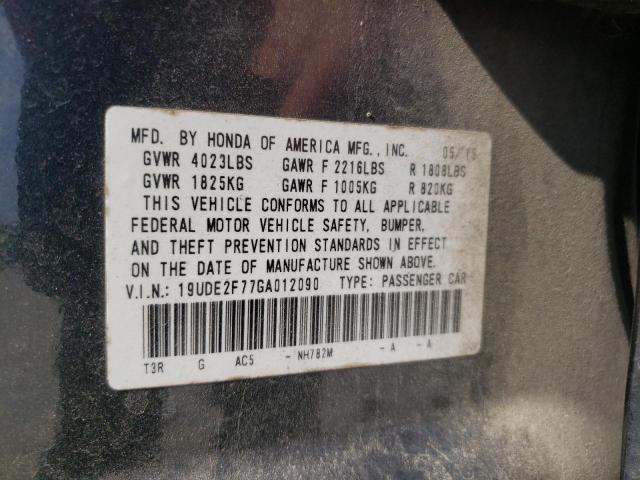 MFD. BY HONDA OF AMERICA MFG., INC. 05/15
GVWR 4023LBS GAWR F 2216LBS R 1808LBS
GVWR 1825KG GAWR F 1005KG R 820KG
THIS VEHICLE CONFORMS TO ALL APPLICABLE
FEDERAL MOTOR VEHICLE SAFETY, BUMPER,
AND THEFT PREVENTION STANDARDS IN EFFECT
ON THE DATE OF MANUFACTURE SHOWN ABOVE.
V.I.N.: 19UDE2F77GA012090 TYPE: PASSENGER CAR
T3R G AC5 - NH782M - A - A